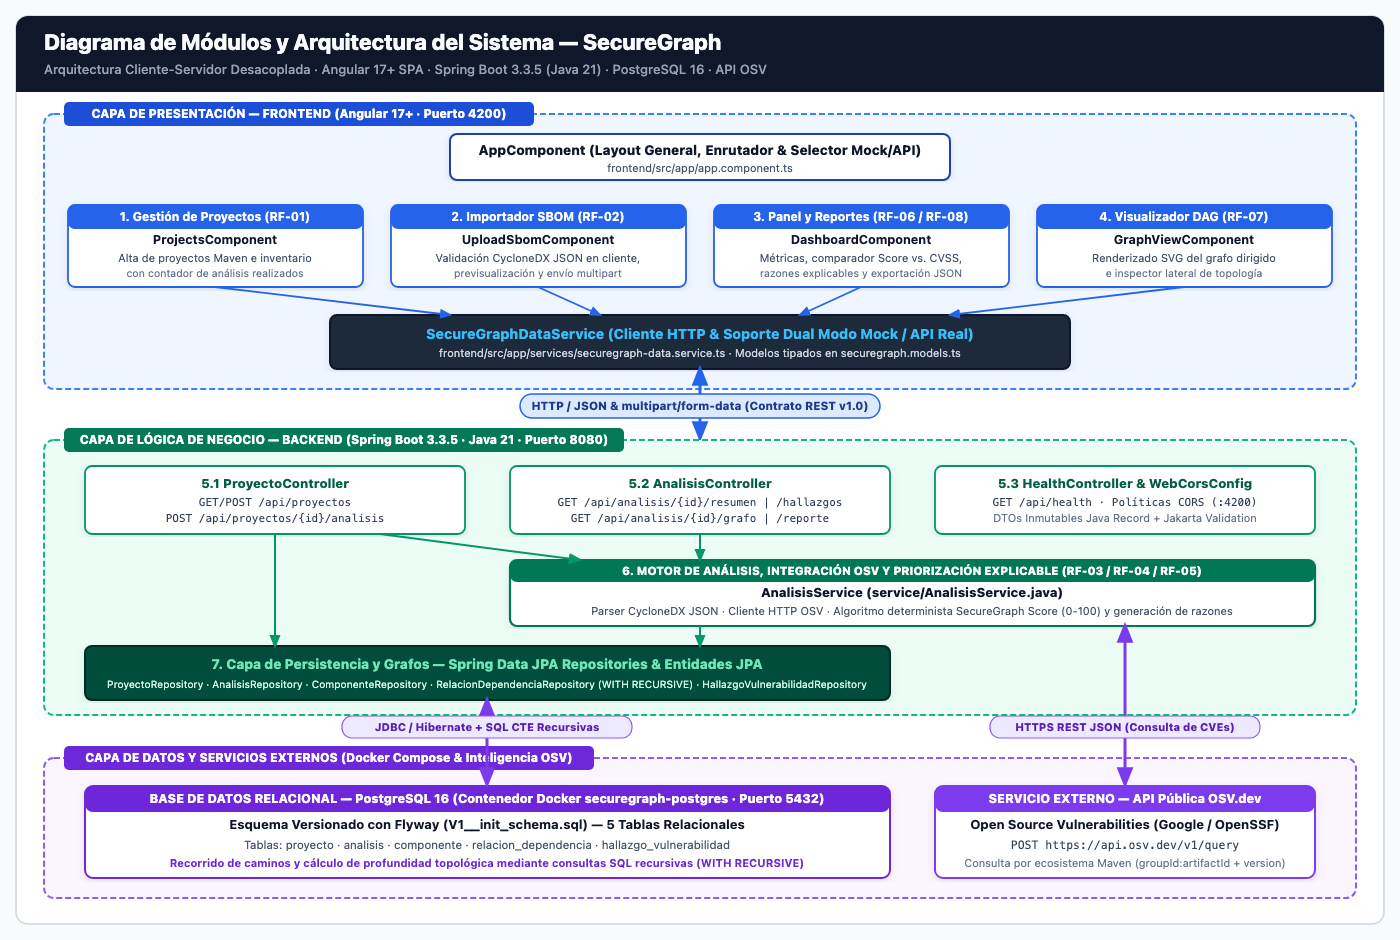 Diagrama de Módulos y Arquitectura del Sistema — SecureGraph
Arquitectura Cliente-Servidor Desacoplada · Angular 17+ SPA · Spring Boot 3.3.5 (Java 21) · PostgreSQL 16 · API OSV
CAPA DE PRESENTACIÓN — FRONTEND (Angular 17+ · Puerto 4200)
AppComponent (Layout General, Enrutador & Selector Mock/API)
frontend/src/app/app.component.ts
1. Gestión de Proyectos (RF-01)
ProjectsComponent
Alta de proyectos Maven e inventario
con contador de análisis realizados
2. Importador SBOM (RF-02)
UploadSbomComponent
Validación CycloneDX JSON en cliente,
previsualización y envío multipart
3. Panel y Reportes (RF-06 / RF-08)
DashboardComponent
Métricas, comparador Score vs. CVSS,
razones explicables y exportación JSON
4. Visualizador DAG (RF-07)
GraphViewComponent
Renderizado SVG del grafo dirigido
e inspector lateral de topología
SecureGraphDataService (Cliente HTTP & Soporte Dual Modo Mock / API Real)
frontend/src/app/services/securegraph-data.service.ts · Modelos tipados en securegraph.models.ts
HTTP / JSON & multipart/form-data (Contrato REST v1.0)
CAPA DE LÓGICA DE NEGOCIO — BACKEND (Spring Boot 3.3.5 · Java 21 · Puerto 8080)
5.1 ProyectoController
GET/POST /api/proyectos
POST /api/proyectos/{id}/analisis
5.2 AnalisisController
GET /api/analisis/{id}/resumen | /hallazgos
GET /api/analisis/{id}/grafo | /reporte
5.3 HealthController & WebCorsConfig
GET /api/health · Políticas CORS (:4200)
DTOs Inmutables Java Record + Jakarta Validation
6. MOTOR DE ANÁLISIS, INTEGRACIÓN OSV Y PRIORIZACIÓN EXPLICABLE (RF-03 / RF-04 / RF-05)
AnalisisService (service/AnalisisService.java)
Parser CycloneDX JSON · Cliente HTTP OSV · Algoritmo determinista SecureGraph Score (0-100) y generación de razones
7. Capa de Persistencia y Grafos — Spring Data JPA Repositories & Entidades JPA
ProyectoRepository · AnalisisRepository · ComponenteRepository · RelacionDependenciaRepository (WITH RECURSIVE) · HallazgoVulnerabilidadRepository
JDBC / Hibernate + SQL CTE Recursivas
HTTPS REST JSON (Consulta de CVEs)
CAPA DE DATOS Y SERVICIOS EXTERNOS (Docker Compose & Inteligencia OSV)
BASE DE DATOS RELACIONAL — PostgreSQL 16 (Contenedor Docker securegraph-postgres · Puerto 5432)
Esquema Versionado con Flyway (V1__init_schema.sql) — 5 Tablas Relacionales
Tablas: proyecto · analisis · componente · relacion_dependencia · hallazgo_vulnerabilidad
Recorrido de caminos y cálculo de profundidad topológica mediante consultas SQL recursivas (WITH RECURSIVE)
SERVICIO EXTERNO — API Pública OSV.dev
Open Source Vulnerabilities (Google / OpenSSF)
POST https://api.osv.dev/v1/query
Consulta por ecosistema Maven (groupId:artifactId + version)